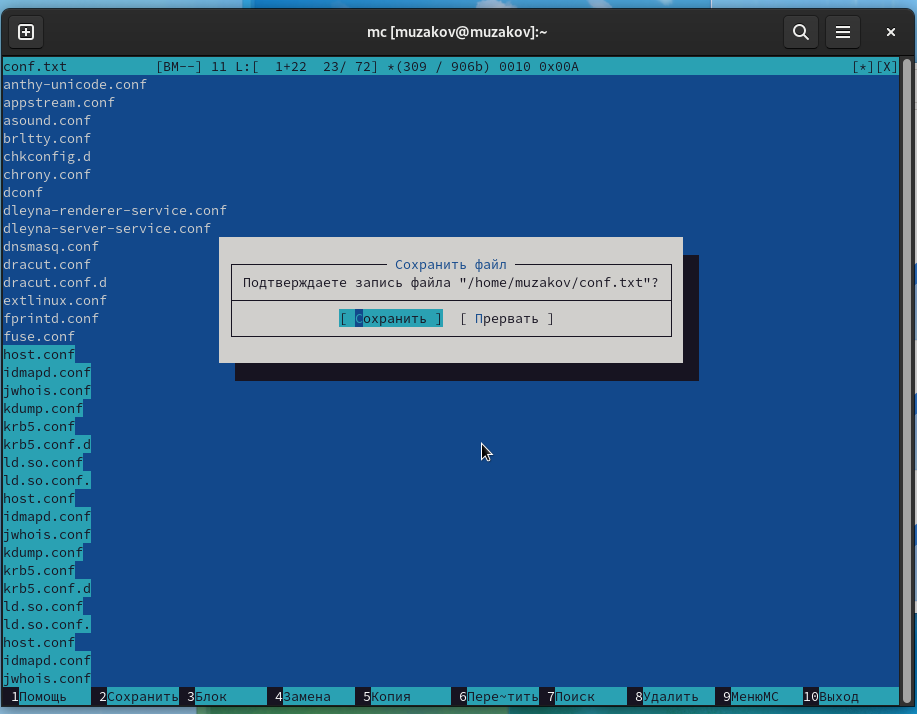 mc [muzakov@muzakov]:~
conf.txt [BM--] 11 L:[ 1+22 23/ 72] *(309 / 906b) 0010 0x00A [*][X]
anthy-unicode.conf
appstream.conf
asound.conf
brltty.conf
chkconfig.d
chrony.conf
dconf
dleyna-renderer-service.conf
dleyna-server-service.conf
dnsmasq.conf
dracut.conf
dracut.conf.d
extlinux.conf
fprintd.conf
fuse.conf
host.conf
idmapd.conf
jwhois.conf
kdump.conf
krb5.conf
krb5.conf.d
ld.so.conf
ld.so.conf.
host.conf
idmapd.conf
jwhois.conf
kdump.conf
krb5.conf
krb5.conf.d
ld.so.conf
ld.so.conf.
host.conf
idmapd.conf
jwhois.conf
Сохранить файл
Подтверждаете запись файла "/home/muzakov/conf.txt"?
[ Сохранить ] [ Прервать ]
1Помощь 2Сохранить 3Блок 4Замена 5Копия 6Пере~тить 7Поиск 8Удалить 9МенюMC 10Выход